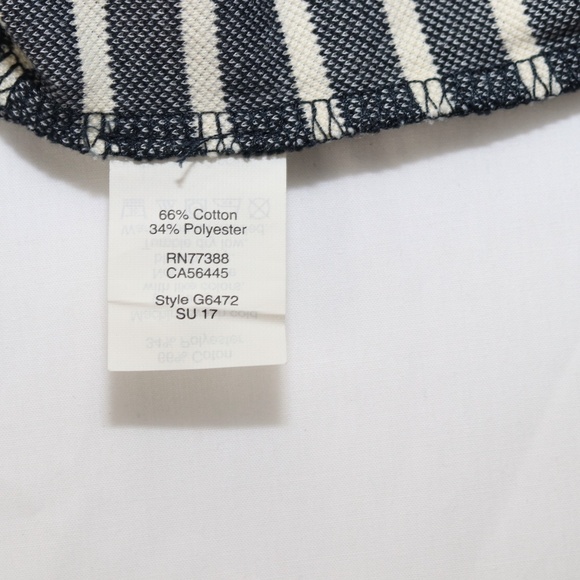 66% Cotton
34% Polyester
RN77388
CA56445
Style G6472
SU 17